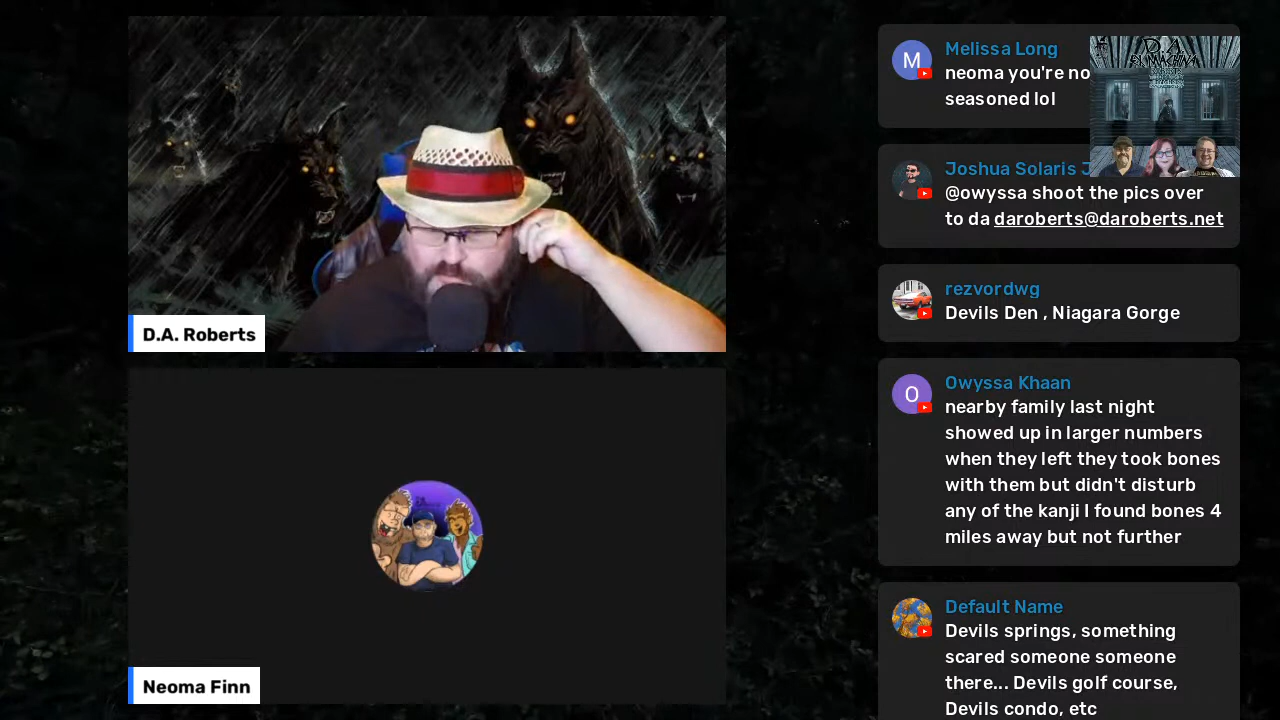 D.A. Roberts
Neoma Finn
Melissa Long
neoma you're no
seasoned lol
Joshua Solaris
@owyssa shoot the pics over
to da daroberts@daroberts.net
rezvordwg
Devils Den , Niagara Gorge
Owyssa Khaan
nearby family last night
showed up in larger numbers
when they left they took bones
with them but didn't disturb
any of the kanji I found bones 4
miles away but not further
Default Name
Devils springs, something
scared someone someone
there... Devils golf course,
Devils condo, etc